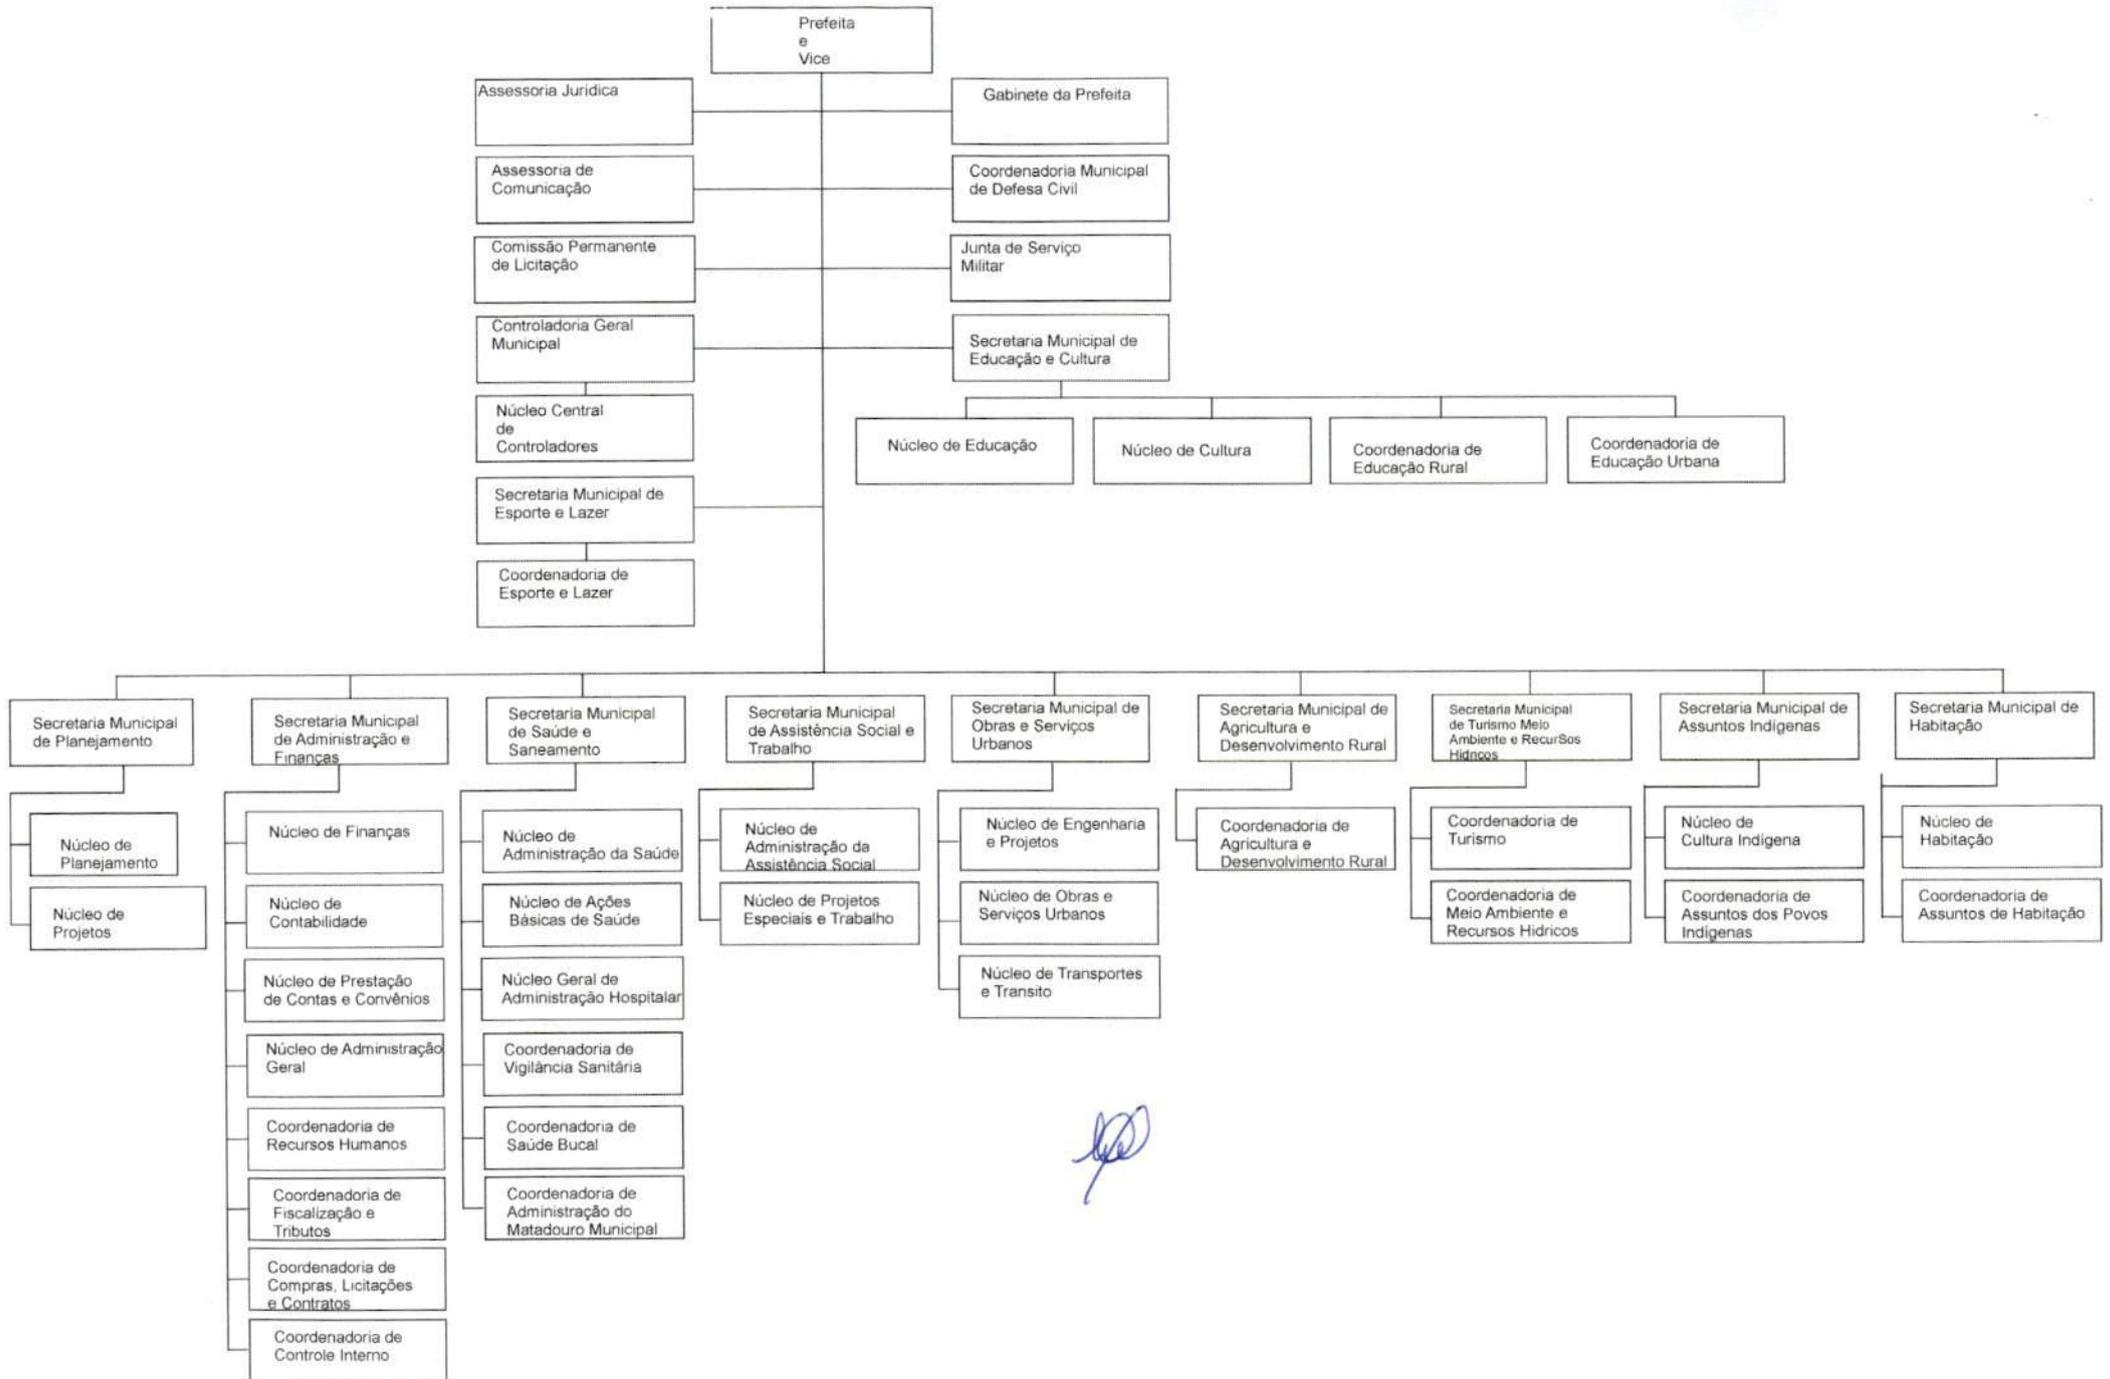 Prefeita
e
Vice
Assessoria Juridica
Gabinete da Prefeita
Assessoria de
Comunicação
Coordenadoria Municipal
de Defesa Civil
Comissão Permanente
de Licitação
Junta de Serviço
Militar
Controladoria Geral
Municipal
Secretaria Municipal de
Educação e Cultura
Núcleo Central
de
Controladores
Núcleo de Educação
Núcleo de Cultura
Coordenadoria de
Educação Rural
Coordenadoria de
Educação Urbana
Secretaria Municipal de
Esporte e Lazer
Coordenadoria de
Esporte e Lazer
Secretaria Municipal
de Planejamento
Secretaria Municipal
de Administração e
Finanças
Secretaria Municipal
de Saúde e
Saneamento
Secretaria Municipal
de Assistência Social e
Trabalho
Secretaria Municipal de
Obras e Serviços
Urbanos
Secretaria Municipal de
Agricultura e
Desenvolvimento Rural
Secretaria Municipal
de Turismo Meio
Ambiente e RecurSos
Hídricos
Secretaria Municipal de
Assuntos Indígenas
Secretaria Municipal de
Habitação
Núcleo de
Planejamento
Núcleo de
Projetos
Núcleo de Finanças
Núcleo de
Contabilidade
Núcleo de Prestação
de Contas e Convênios
Núcleo de Administração
Geral
Coordenadoria de
Recursos Humanos
Coordenadoria de
Fiscalização e
Tributos
Coordenadoria de
Compras, Licitações
e Contratos
Coordenadoria de
Controle Interno
Núcleo de
Administração da Saúde
Núcleo de Ações
Básicas de Saúde
Núcleo Geral de
Administração Hospitalar
Coordenadoria de
Vigilância Sanitária
Coordenadoria de
Saúde Bucal
Coordenadoria de
Administração do
Matadouro Municipal
Núcleo de
Administração da
Assistência Social
Núcleo de Projetos
Especiais e Trabalho
Núcleo de Engenharia
e Projetos
Núcleo de Obras e
Serviços Urbanos
Núcleo de Transportes
e Transito
Coordenadoria de
Agricultura e
Desenvolvimento Rural
Coordenadoria de
Turismo
Coordenadoria de
Meio Ambiente e
Recursos Hidricos
Núcleo de
Cultura Indígena
Coordenadoria de
Assuntos dos Povos
Indígenas
Núcleo de
Habitação
Coordenadoria de
Assuntos de Habitação